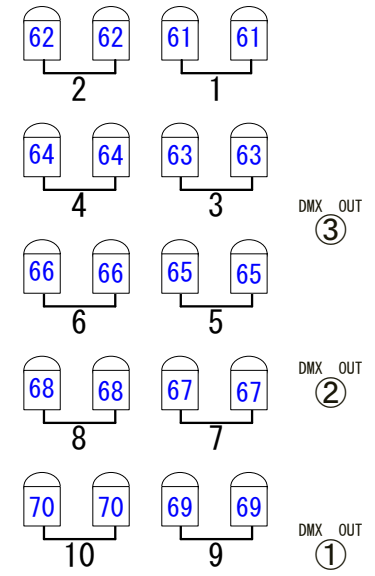 62 62 61 61
2 1
64 64 63 63
4 3
DMX OUT
③
66 66 65 65
6 5
68 68 67 67
8 7
DMX OUT
②
70 70 69 69
10 9
DMX OUT
①